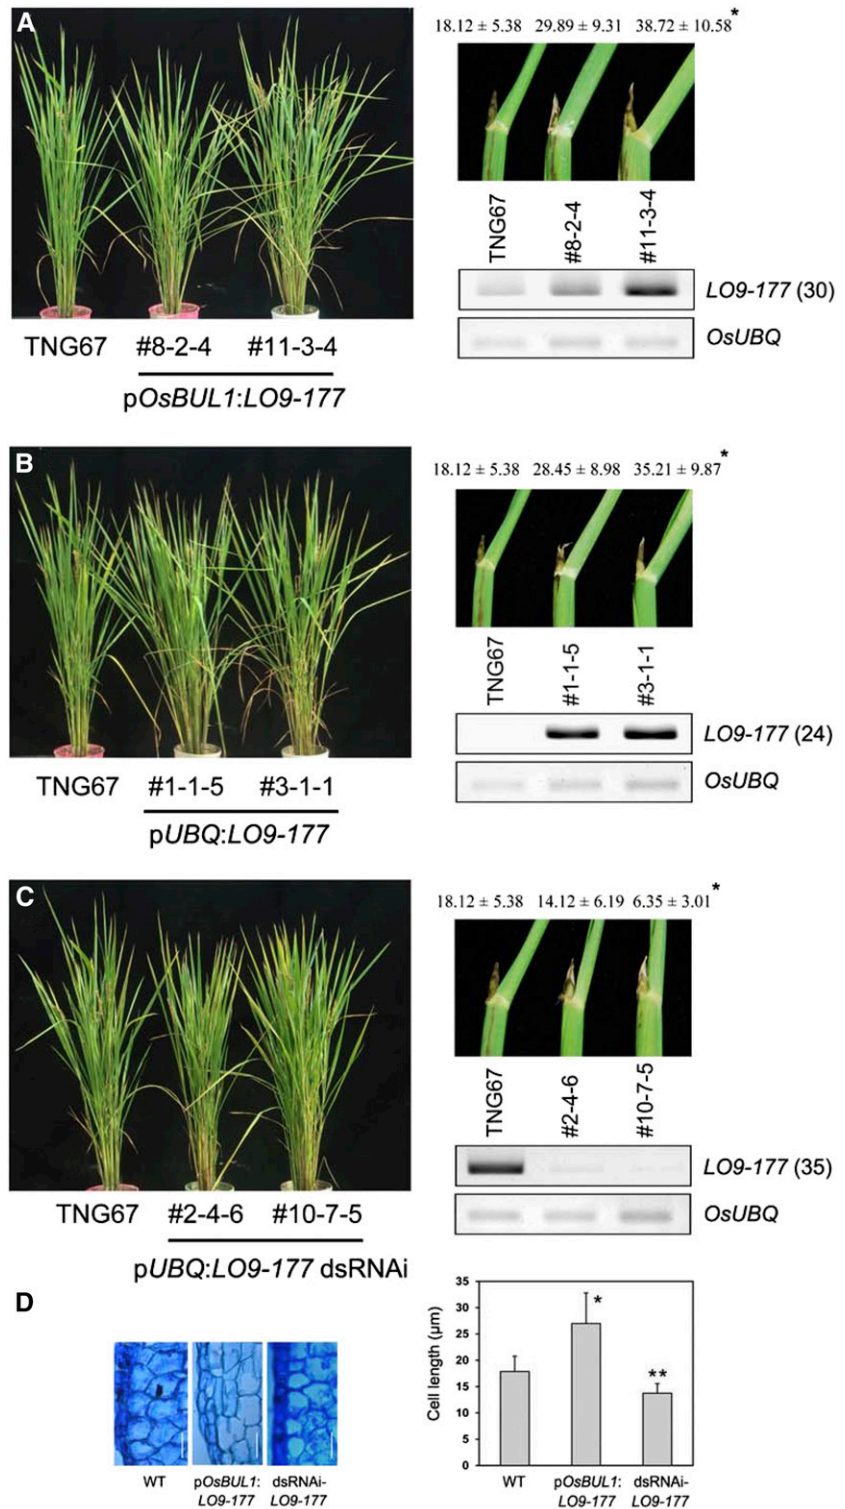 A
18.12 ± 5.38 29.89 ± 9.31 38.72 ± 10.58*
TNG67 #8-2-4 #11-3-4
LO9-177 (30)
OsUBQ
TNG67 #8-2-4 #11-3-4
pOsBUL1:LO9-177
B
18.12 ± 5.38 28.45 ± 8.98 35.21 ± 9.87*
TNG67 #1-1-5 #3-1-1
LO9-177 (24)
OsUBQ
TNG67 #1-1-5 #3-1-1
pUBQ:LO9-177
C
18.12 ± 5.38 14.12 ± 6.19 6.35 ± 3.01*
TNG67 #2-4-6 #10-7-5
LO9-177 (35)
OsUBQ
TNG67 #2-4-6 #10-7-5
pUBQ:LO9-177 dsRNAi
D
WT pOsBUL1: dsRNAi-
LO9-177 LO9-177
Cell length (µm)
35
30
25
20
15
10
5
0
*
**
WT pOsBUL1: dsRNAi-
LO9-177 LO9-177